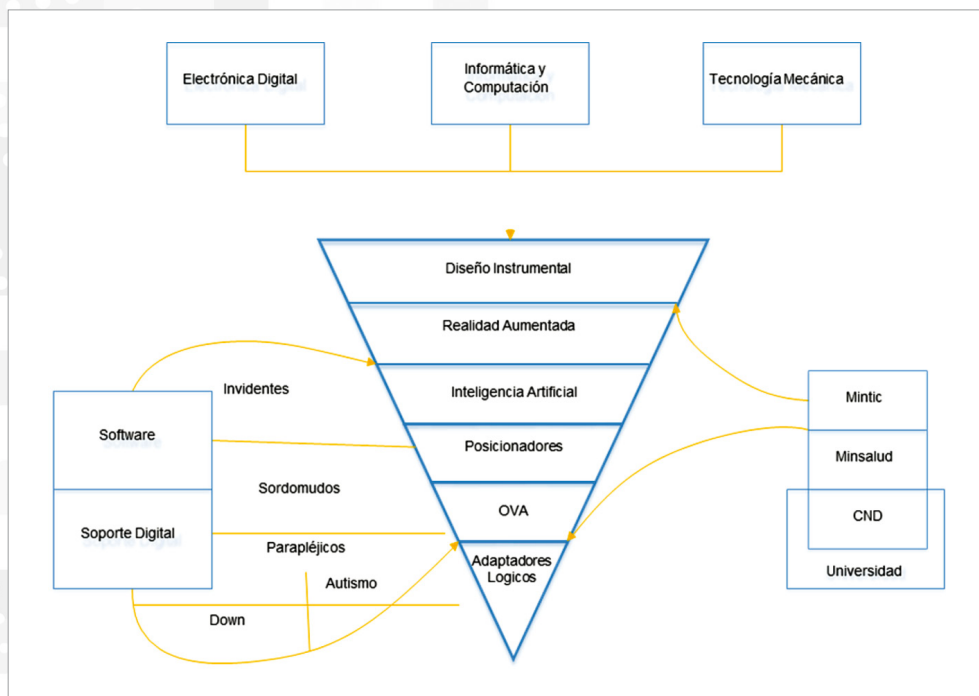 Electrónica Digital
Informática y
Computación
Tecnología Mecánica
Diseño Instrumental
Realidad Aumentada
Invidentes
Inteligencia Artificial
Mintic
Software
Posicionadores
Minsalud
Sordomudos
OVA
CND
Soporte Digital
Parapléjicos
Adaptadores
Logicos
Universidad
Autismo
Down